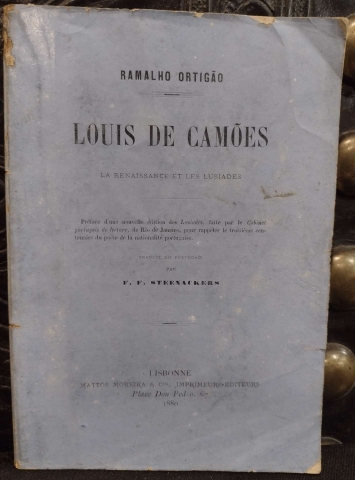 RAMALHO ORTIGÃO
LOUIS DE CAMÕES
LA RENAISSANCE ET LES LUSIADES
Préface d'une nouvelle édition des Lusiades, faite par le Cabinet
portugais de lecture, de Rio de Janeiro, pour rappeler le troisième cen-
tenaire du poëte de la nationalité portugaise.
TRADUIT DU PORTUGAIS
PAR
F. F. STEENACKERS
LISBONNE
MATTOS MOREIRA & Cie, IMPRIMEURS-ÉDITEURS
Place Dom Pedro, 67
1880